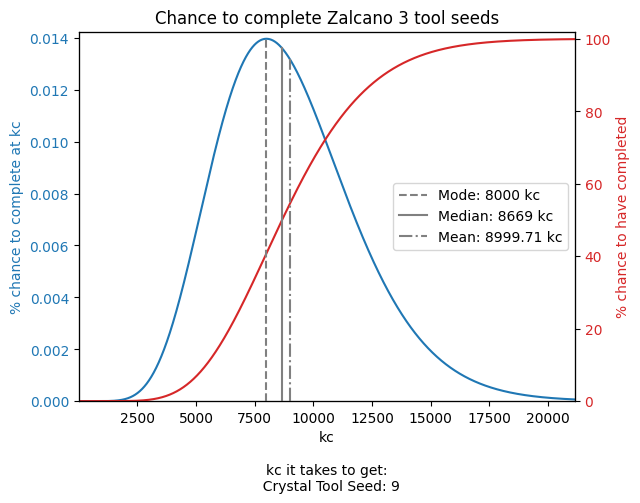 Chance to complete Zalcano 3 tool seeds
% chance to complete at kc
0.014
0.012
0.010
0.008
0.006
0.004
0.002
0.000
100
80
60
40
20
0
% chance to have completed
Mode: 8000 kc
Median: 8669 kc
Mean: 8999.71 kc
2500 5000 7500 10000 12500 15000 17500 20000
kc
kc it takes to get:
Crystal Tool Seed: 9